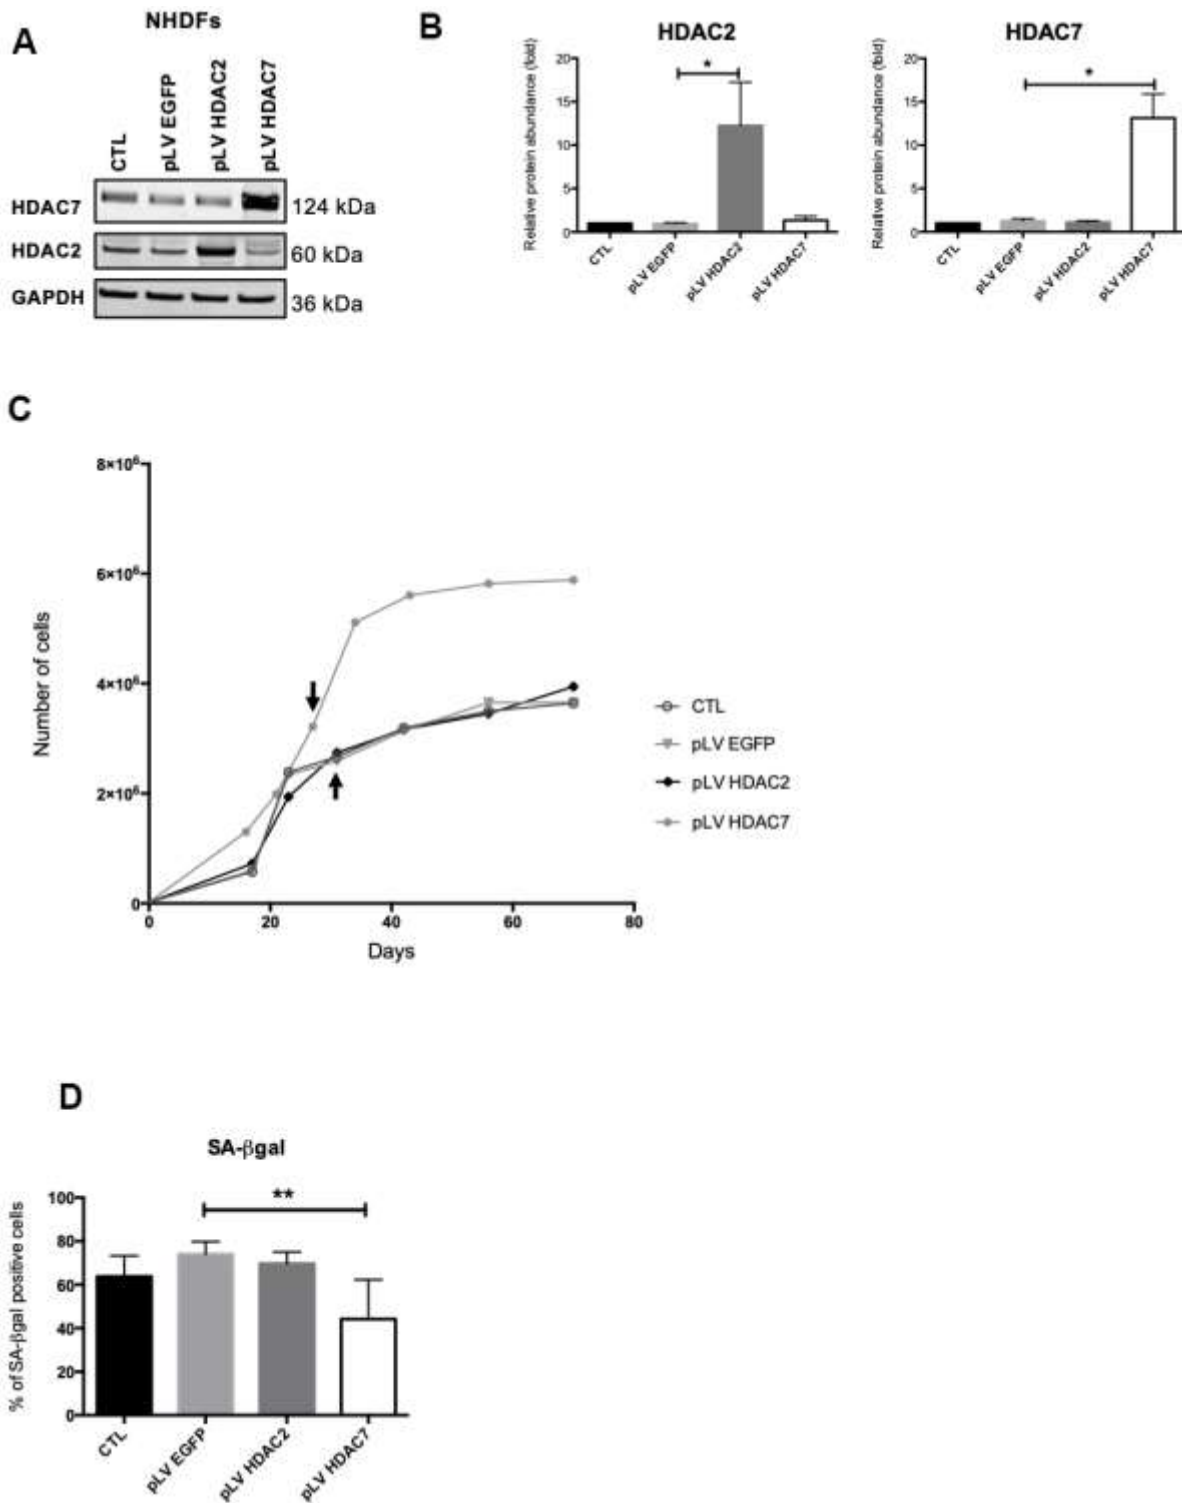 A
NHDFs
CTL
pLV EGFP
pLV HDAC2
pLV HDAC7
HDAC7
124 kDa
HDAC2
60 kDa
GAPDH
36 kDa
B
HDAC2
Relative protein abundance (fold)
20
15
10
5
0
*
CTL
pLV EGFP
pLV HDAC2
pLV HDAC7
HDAC7
Relative protein abundance (fold)
20
15
10
5
0
*
CTL
pLV EGFP
pLV HDAC2
pLV HDAC7
C
Number of cells
8×10⁶
6×10⁶
4×10⁶
2×10⁶
0
0
20
40
60
80
Days
CTL
pLV EGFP
pLV HDAC2
pLV HDAC7
D
SA-βgal
% of SA-βgal positive cells
100
80
60
40
20
0
**
CTL
pLV EGFP
pLV HDAC2
pLV HDAC7